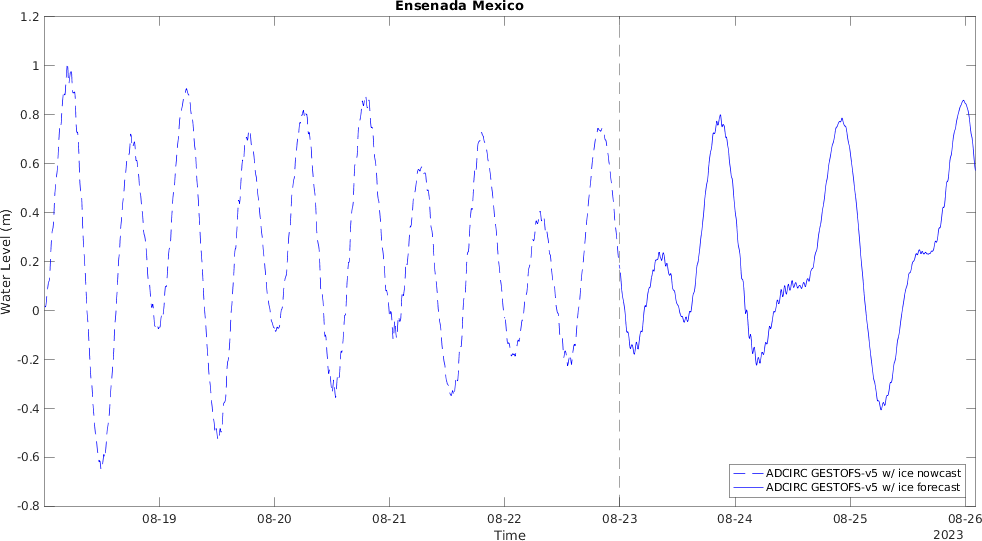 Ensenada Mexico
1.2
1
0.8
0.6
0.4
0.2
0
-0.2
-0.4
-0.6
-0.8
Water Level (m)
ADCIRC GESTOFS-v5 w/ ice nowcast
ADCIRC GESTOFS-v5 w/ ice forecast
08-19 08-20 08-21 08-22 08-23 08-24 08-25 08-26
Time
2023